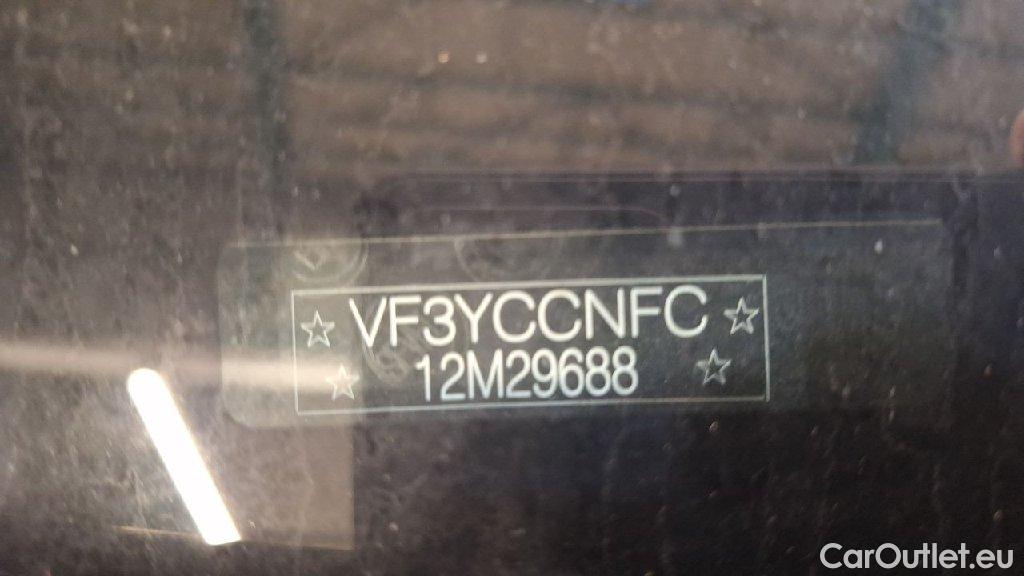 ☆ VF3YCCNFC ☆
☆ 12M29688 ☆
CarOutlet.eu